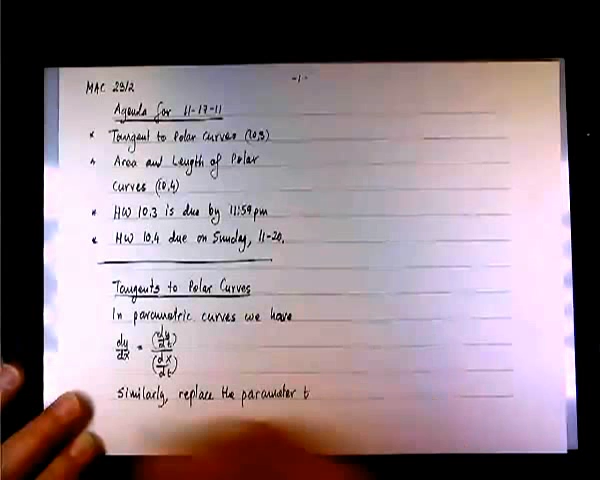 -1-
MAC 2312
Agenda for 11-17-11
* Tangent to Polar Curves (10.3)
* Area and Length of Polar
Curves (10.4)
* HW 10.3 is due by 11:59pm
* HW 10.4 due on Sunday, 11-20.
Tangents to Polar Curves
In parametric curves we have
dy/dx = (dy/dt)/(dx/dt)
similarly, replace the parameter t